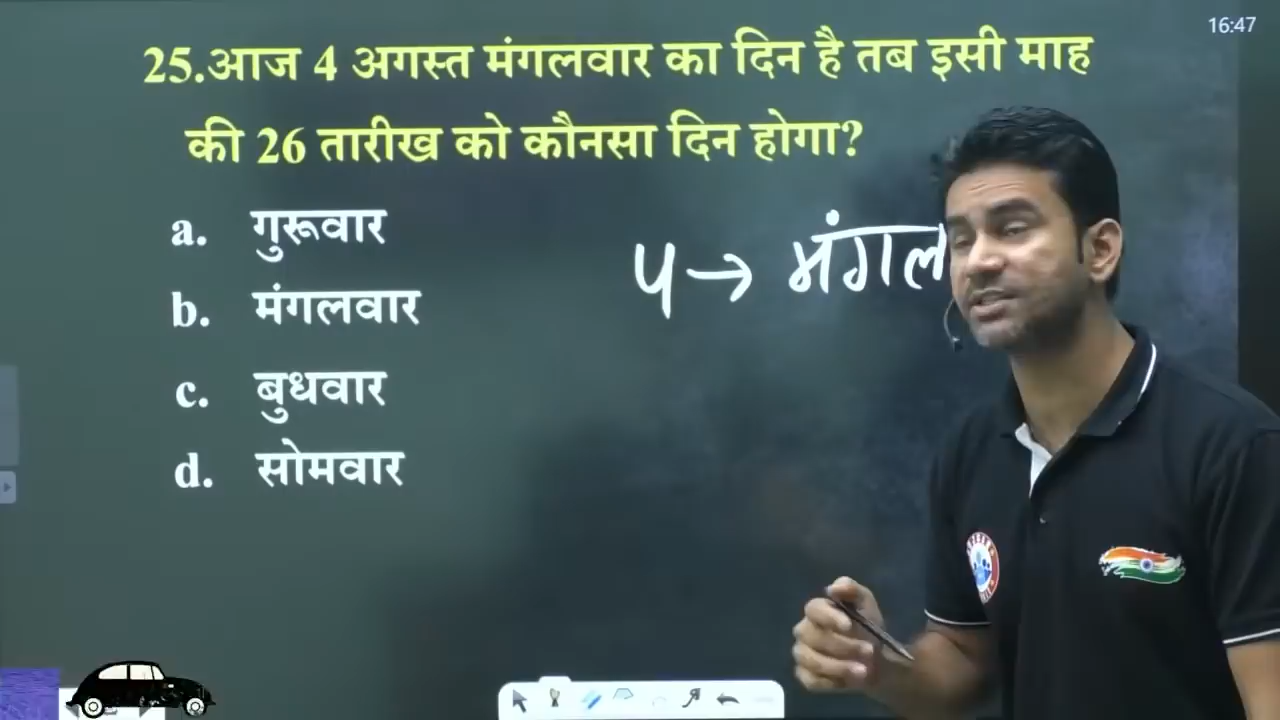 16:47
25.आज 4 अगस्त मंगलवार का दिन है तब इसी माह
की 26 तारीख को कौनसा दिन होगा?
a. गुरूवार
4→ मंगल
b. मंगलवार
c. बुधवार
d. सोमवार